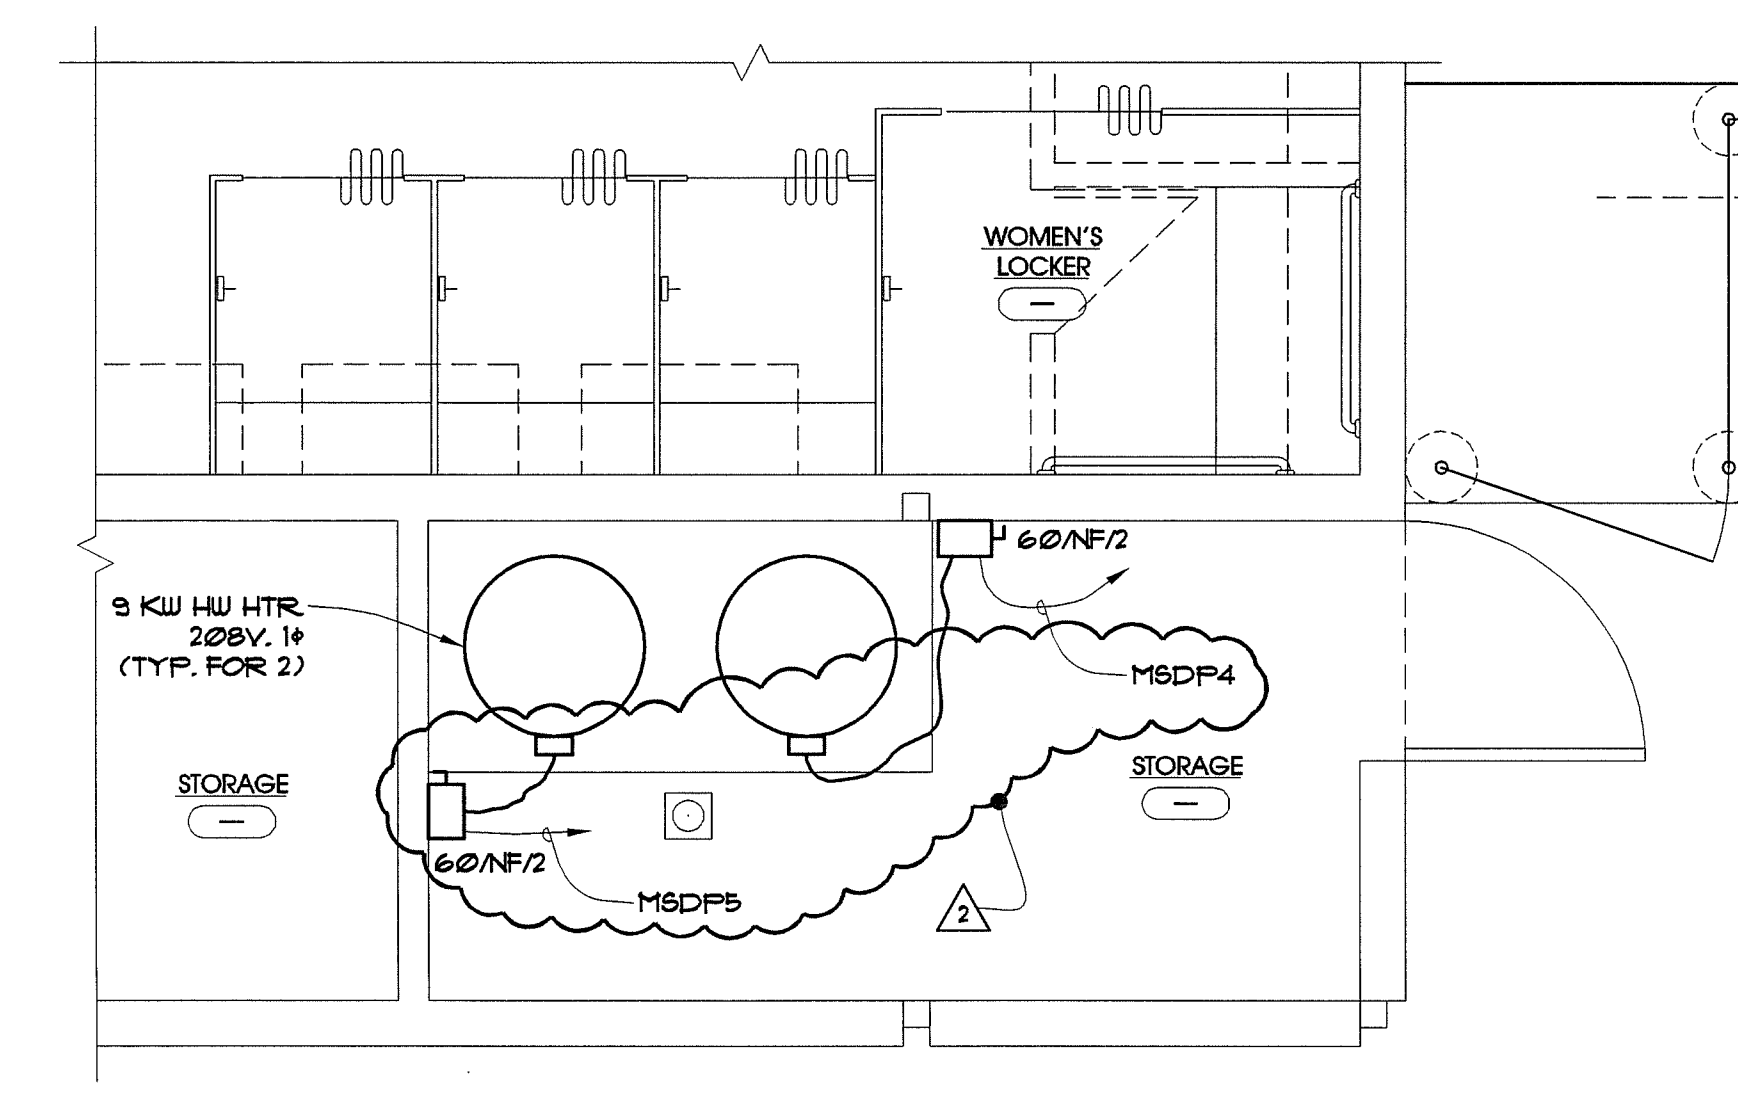 WOMEN'S
LOCKER
—
60/NF/2
9 KW HW HTR
208V. 1Φ
(TYP. FOR 2)
MSDP4
STORAGE
—
STORAGE
—
60/NF/2
MSDP5
2